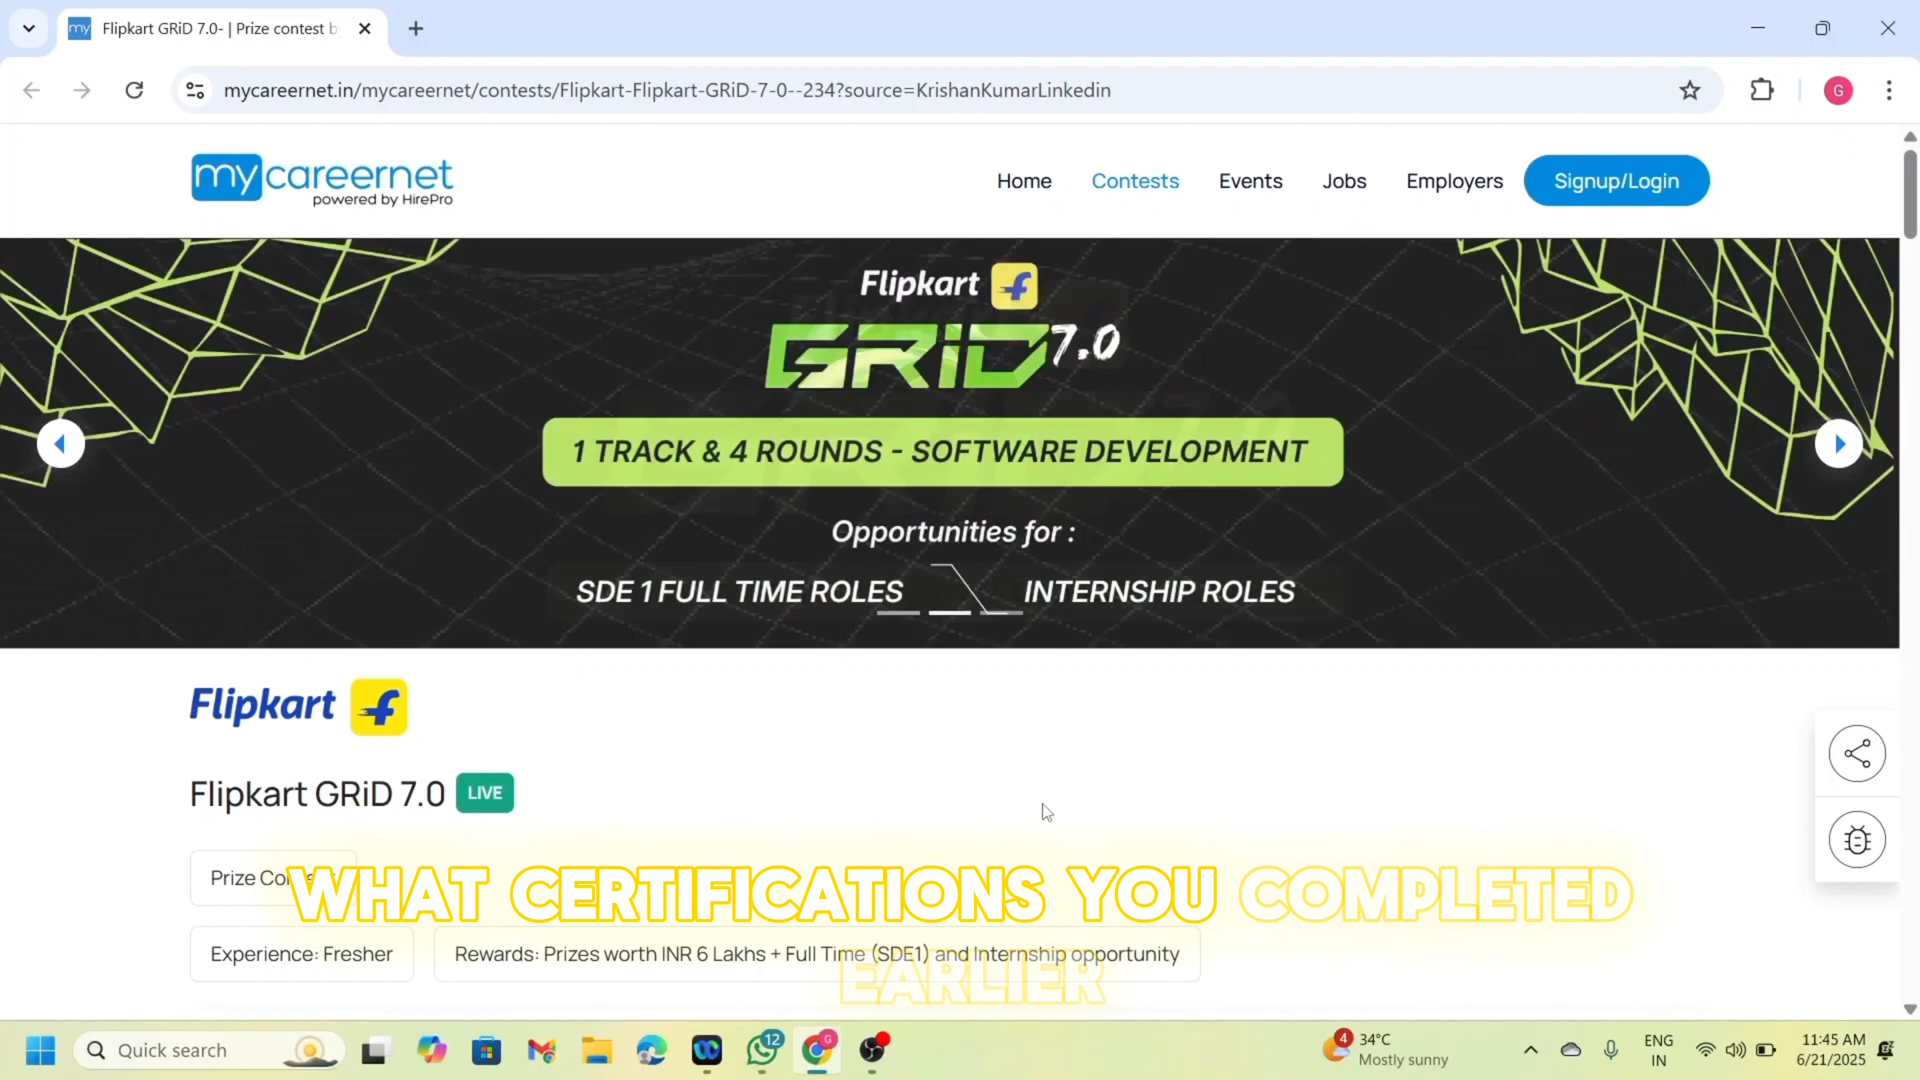 my Flipkart GRiD 7.0- | Prize contest b
mycareernet.in/mycareernet/contests/Flipkart-Flipkart-GRiD-7-0--234?source=KrishanKumarLinkedin
G
mycareernet
powered by HirePro
Home Contests Events Jobs Employers Signup/Login
Flipkart
GRiD 7.0
1 TRACK & 4 ROUNDS - SOFTWARE DEVELOPMENT
Opportunities for :
SDE 1 FULL TIME ROLES INTERNSHIP ROLES
Flipkart
Flipkart GRiD 7.0 LIVE
Prize
WHAT CERTIFICATIONS YOU COMPLETED
Experience: Fresher Rewards: Prizes worth INR 6 Lakhs + Full Time (SDE1) and Internship opportunity
EARLIER
Quick search
12
G
4
34°C
Mostly sunny
ENG
IN
11:45 AM
6/21/2025